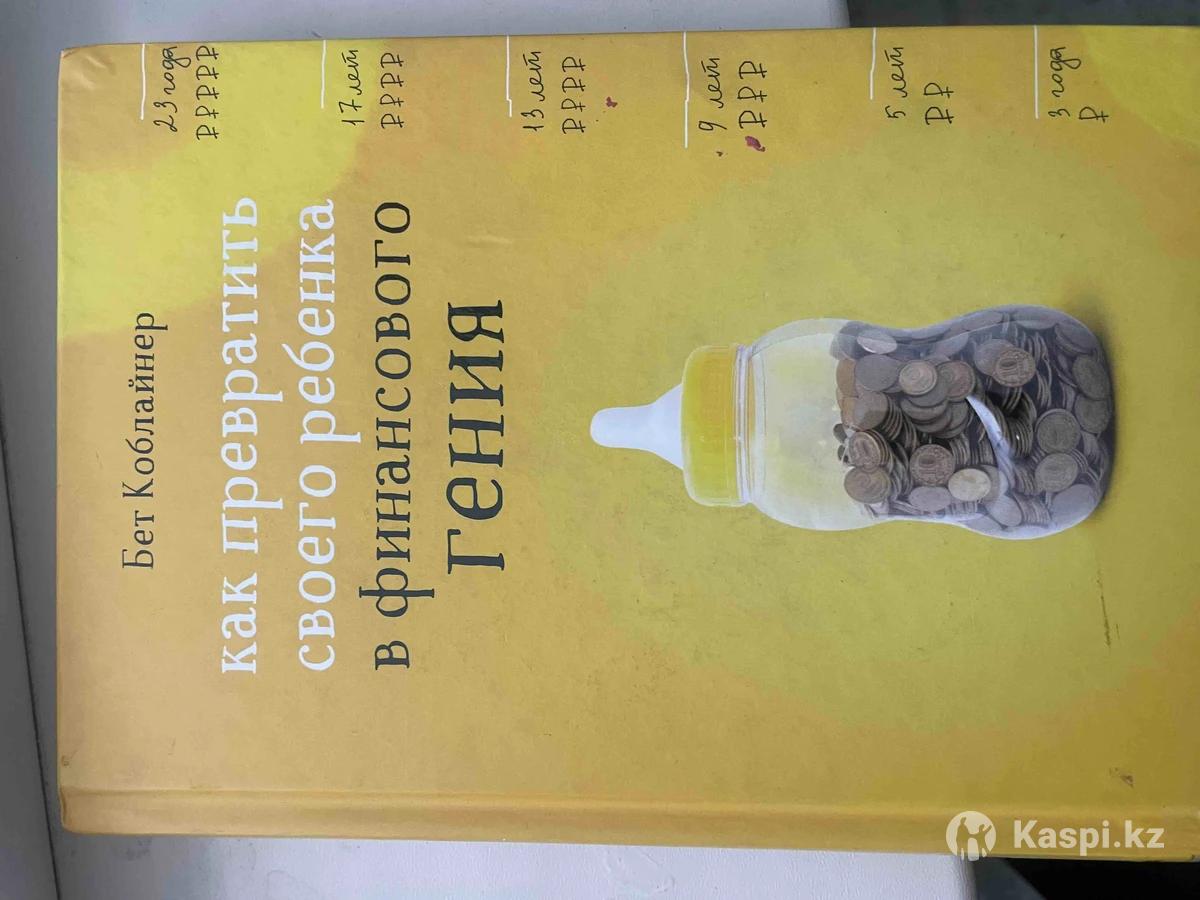 Бет Коблайнер
как превратить
своего ребенка
в финансового
гения
23 года
₽₽₽₽₽
17 лет
₽₽₽₽
13 лет
₽₽₽₽
9 лет
₽₽₽
5 лет
₽₽
3 года
₽
Kaspi.kz